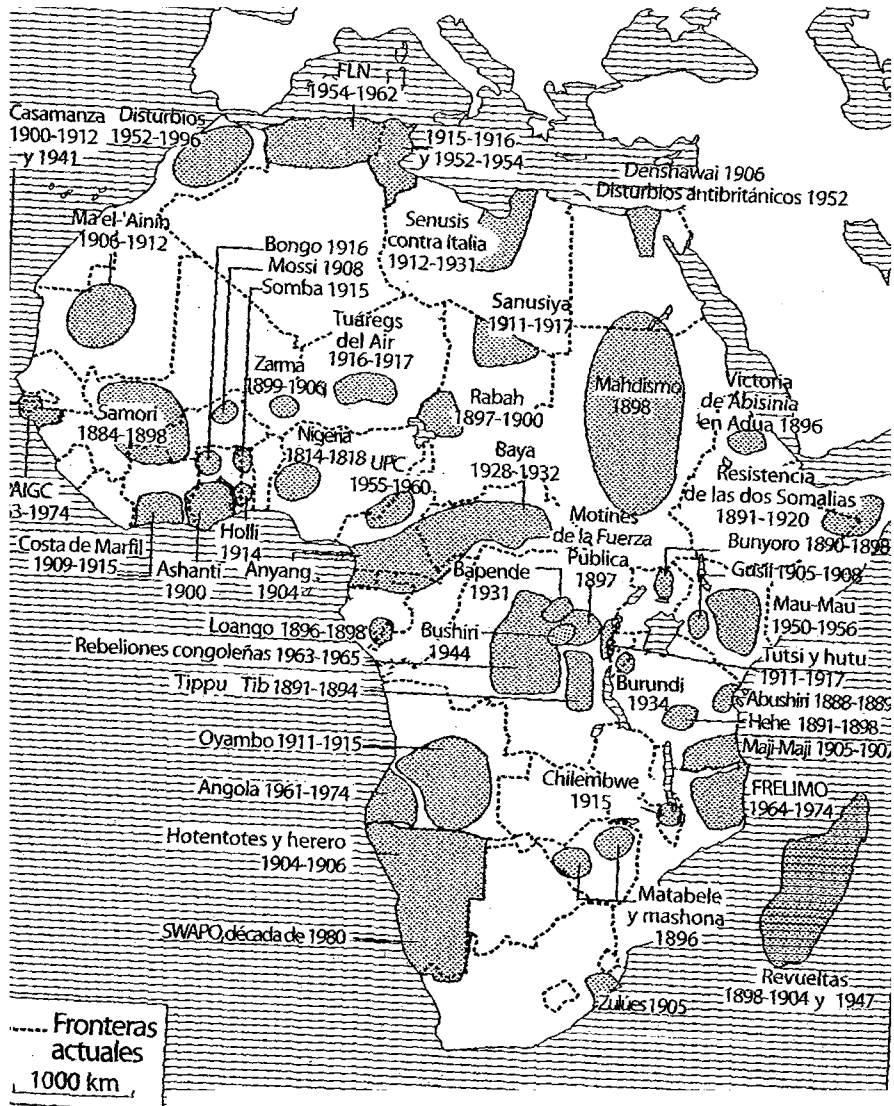 FLN
1954-1962
Casamanza
1900-1912
y 1941
Disturbios
1952-1996
1915-1916
y 1952-1954
Denshawai 1906
Disturbios antibritánicos 1952
Ma el-'Ainin
1906-1912
Bongo 1916
Mossi 1908
Somba 1915
Senusis
contra Italia
1912-1931
Tuáregs
del Air
1916-1917
Sanusiya
1911-1917
Zarma
1899-1906
Samori
1884-1898
Nigeria
1814-1818
UPC
1955-1960
Rabah
1897-1900
Baya
1928-1932
Mahdismo
1898
Victoria
de Abisinia
en Adua 1896
Resistencia
de las dos Somalias
1891-1920
PAIGC
63-1974
Costa de Marfil
1909-1915
Ashanti
1900
Holli
1914
Anyang
1904
Motines
de la Fuerza
Pública
1897
Bapende
1931
Bunyoro 1890-1898
Gusii 1905-1908
Mau-Mau
1950-1956
Loango 1896-1898
Bushiri
1944
Rebeliones congoleñas 1963-1965
Tippu Tib 1891-1894
Tutsi y hutu
1911-1917
Burundi
1934
Abushiri 1888-1889
Hehe 1891-1898
Maji-Maji 1905-1907
Oyambo 1911-1915
Angola 1961-1974
Chilembwe
1915
FRELIMO
1964-1974
Hotentotes y herero
1904-1906
Matabele
y mashona
1896
SWAPO, década de 1980
Zulúes 1905
Revueltas
1898-1904 y 1947
Fronteras
actuales
1000 km